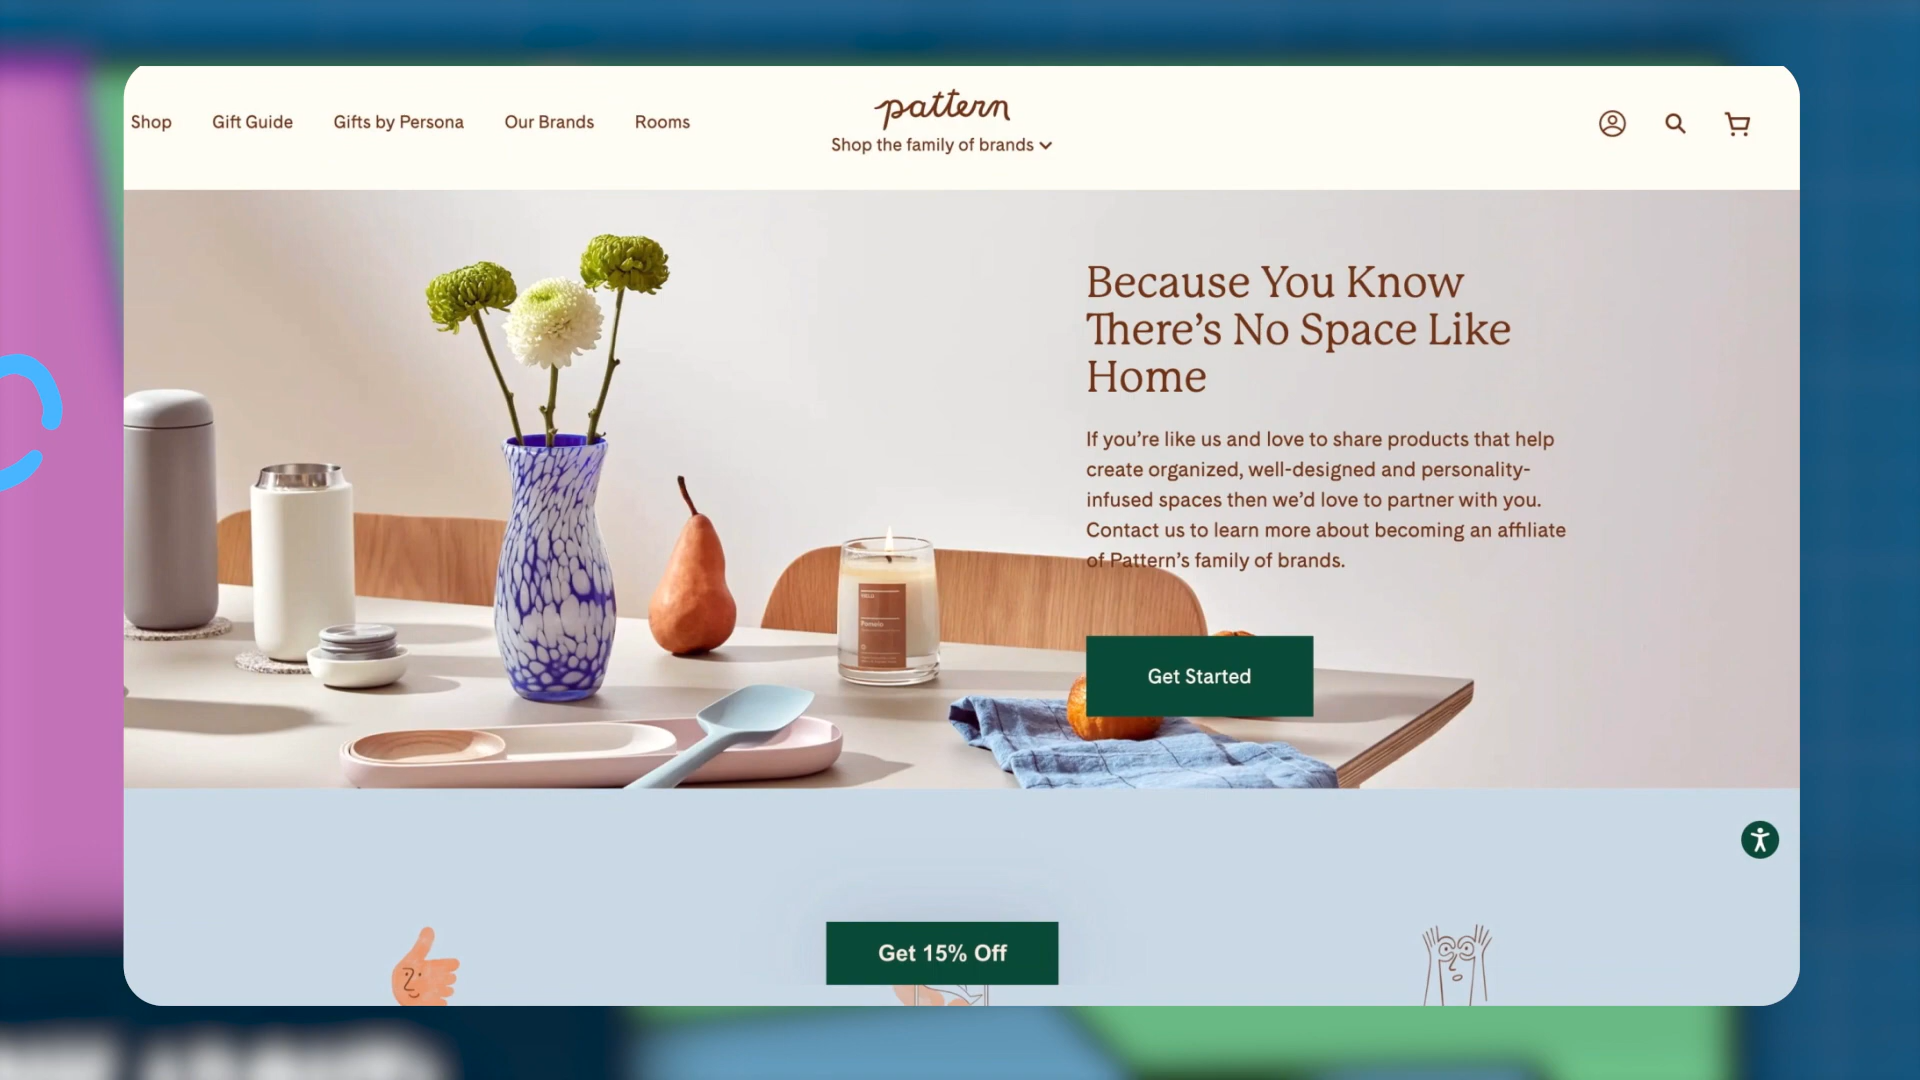 Shop
Gift Guide
Gifts by Persona
Our Brands
Rooms
pattern
Shop the family of brands
Because You Know
There's No Space Like
Home
If you're like us and love to share products that help
create organized, well-designed and personality-
infused spaces then we'd love to partner with you.
Contact us to learn more about becoming an affiliate
of Pattern's family of brands.
Pomelo
Get Started
Get 15% Off